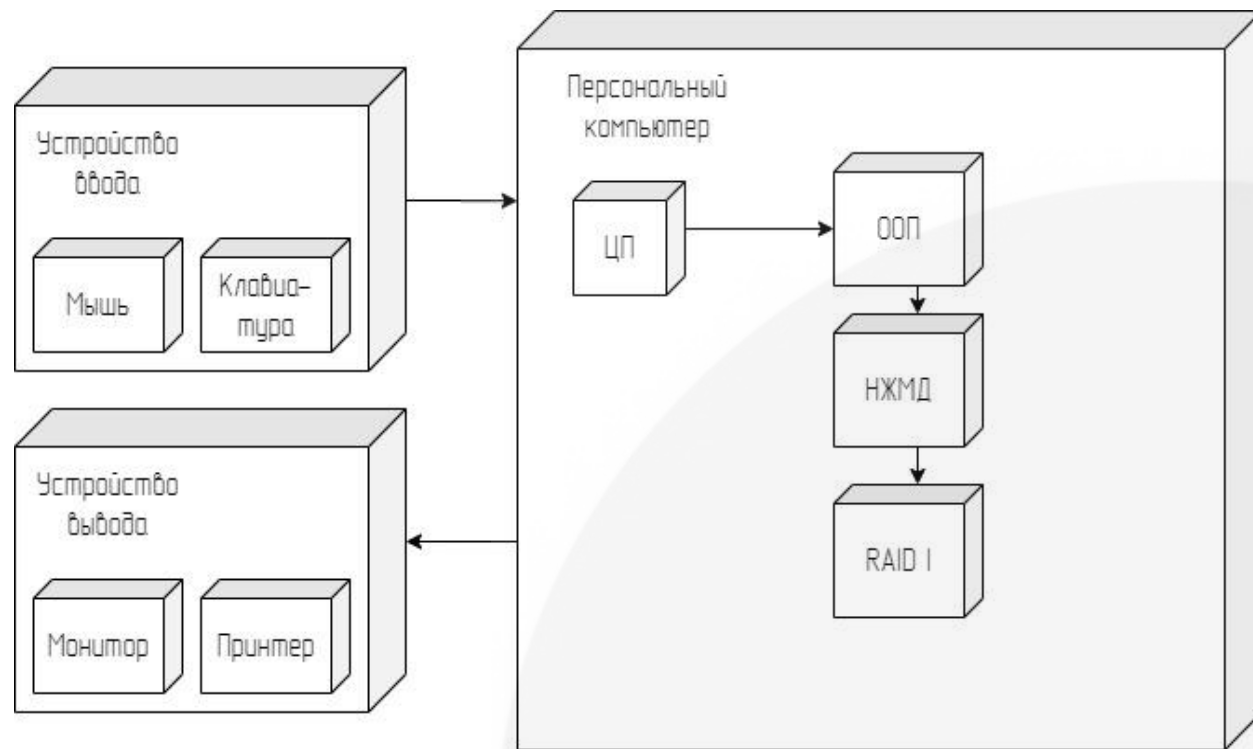 Устройство
ввода
Мышь
Клавиа-
тура
Устройство
вывода
Монитор
Принтер
Персональный
компьютер
ЦП
ООП
НЖМД
RAID I